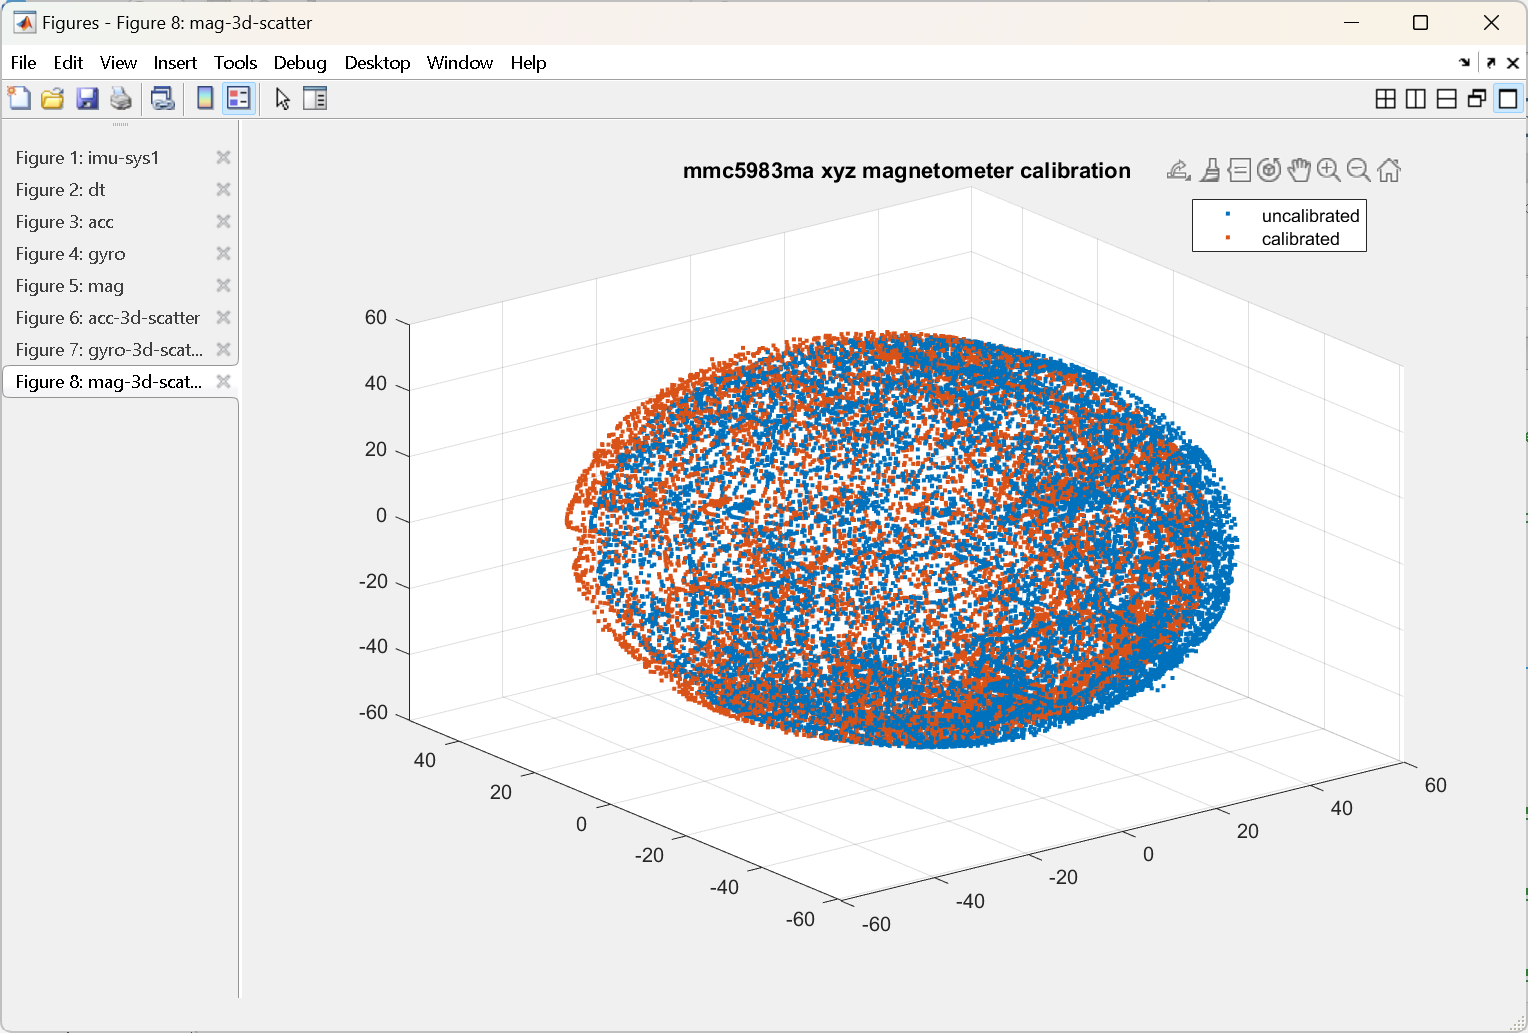 Figures - Figure 8: mag-3d-scatter
File Edit View Insert Tools Debug Desktop Window Help
Figure 1: imu-sys1
Figure 2: dt
Figure 3: acc
Figure 4: gyro
Figure 5: mag
Figure 6: acc-3d-scatter
Figure 7: gyro-3d-scat...
Figure 8: mag-3d-scat...
mmc5983ma xyz magnetometer calibration
uncalibrated
calibrated
60
40
20
0
-20
-40
-60
40
20
0
-20
-40
-60
-60
-40
-20
0
20
40
60